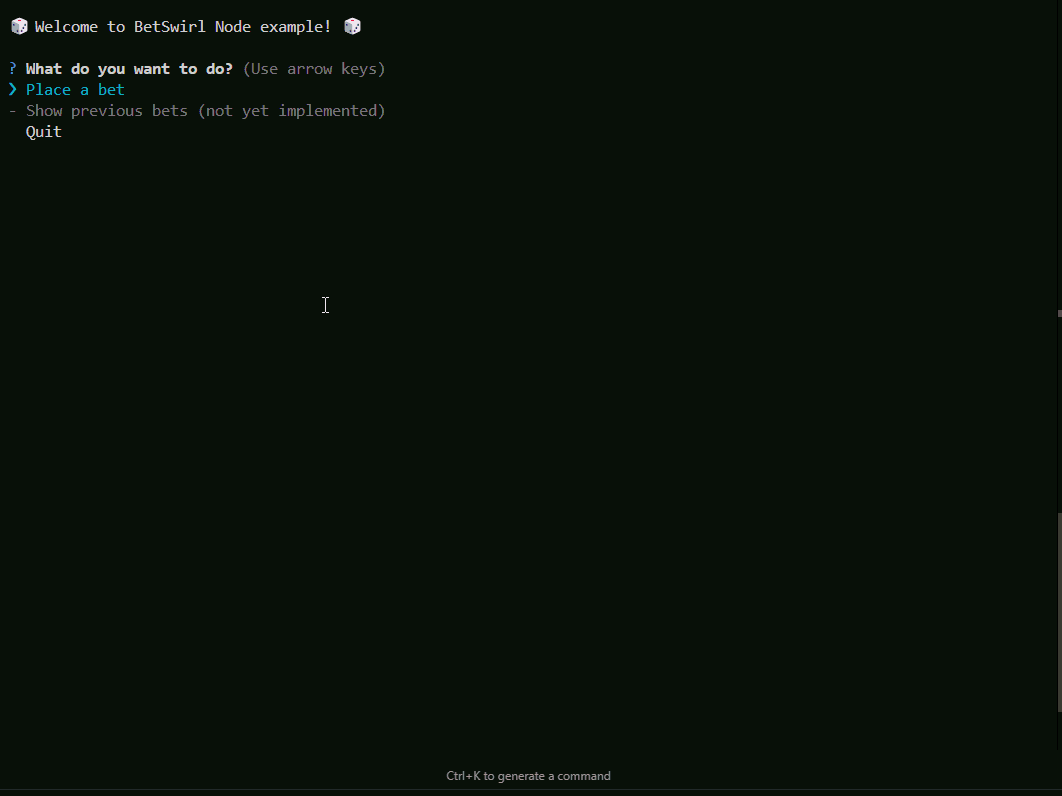 🎲 Welcome to BetSwirl Node example! 🎲
? What do you want to do? (Use arrow keys)
❯ Place a bet
- Show previous bets (not yet implemented)
Quit
Ctrl+K to generate a command